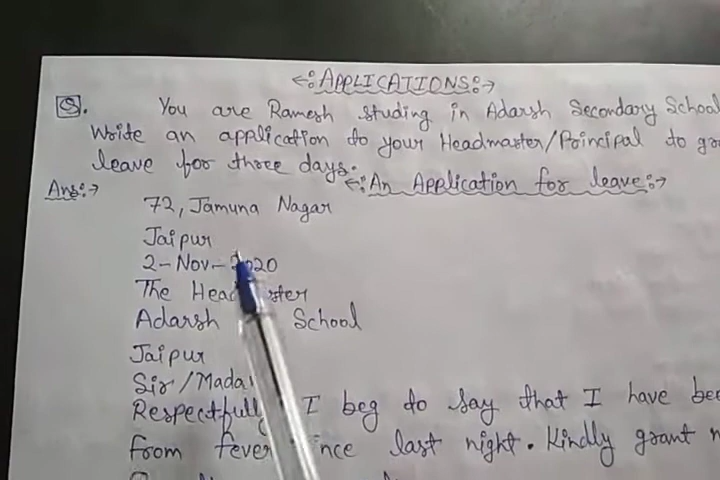 ←:APPLICATIONS:→
Q. You are Ramesh studing in Adarsh Secondary School
Write an application to your Headmaster/Principal to
leave for three days.
←:An Application for leave:→
Ans:→
72, Jamuna Nagar
Jaipur
2-Nov-2020
The
Adarsh School
Jaipur
Respectfully I beg to say that I have
from fever last night. Kindly grant